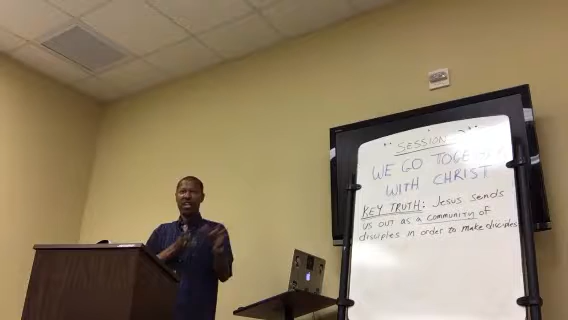 " SESSION
WE GO TOGETHER
WITH CHRIST
KEY TRUTH: Jesus sends
us out as a community of
disciples in order to make disciples